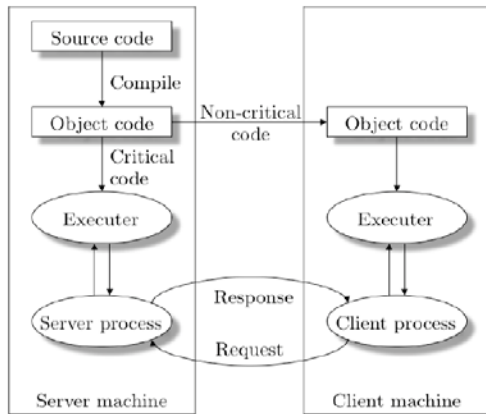 Source code
Compile
Object code
Non-critical
code
Object code
Critical
code
Executer
Executer
Response
Server process
Client process
Request
Server machine
Client machine